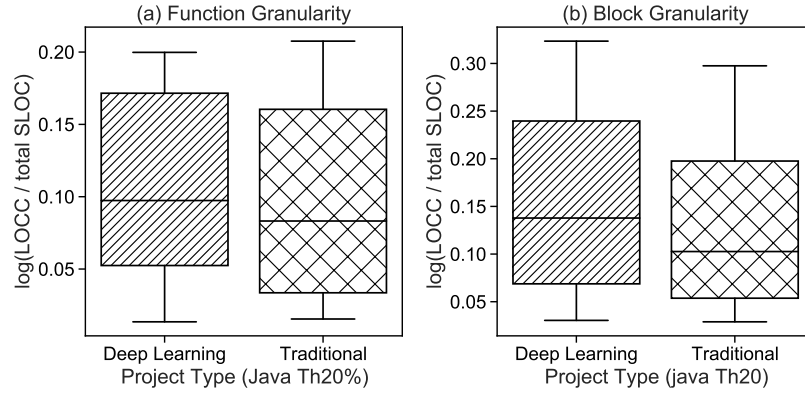 (a) Function Granularity
log(LOCC / total SLOC)
0.20
0.15
0.10
0.05
Deep Learning
Traditional
Project Type (Java Th20%)
(b) Block Granularity
log(LOCC / total SLOC)
0.30
0.25
0.20
0.15
0.10
0.05
Deep Learning
Traditional
Project Type (java Th20)